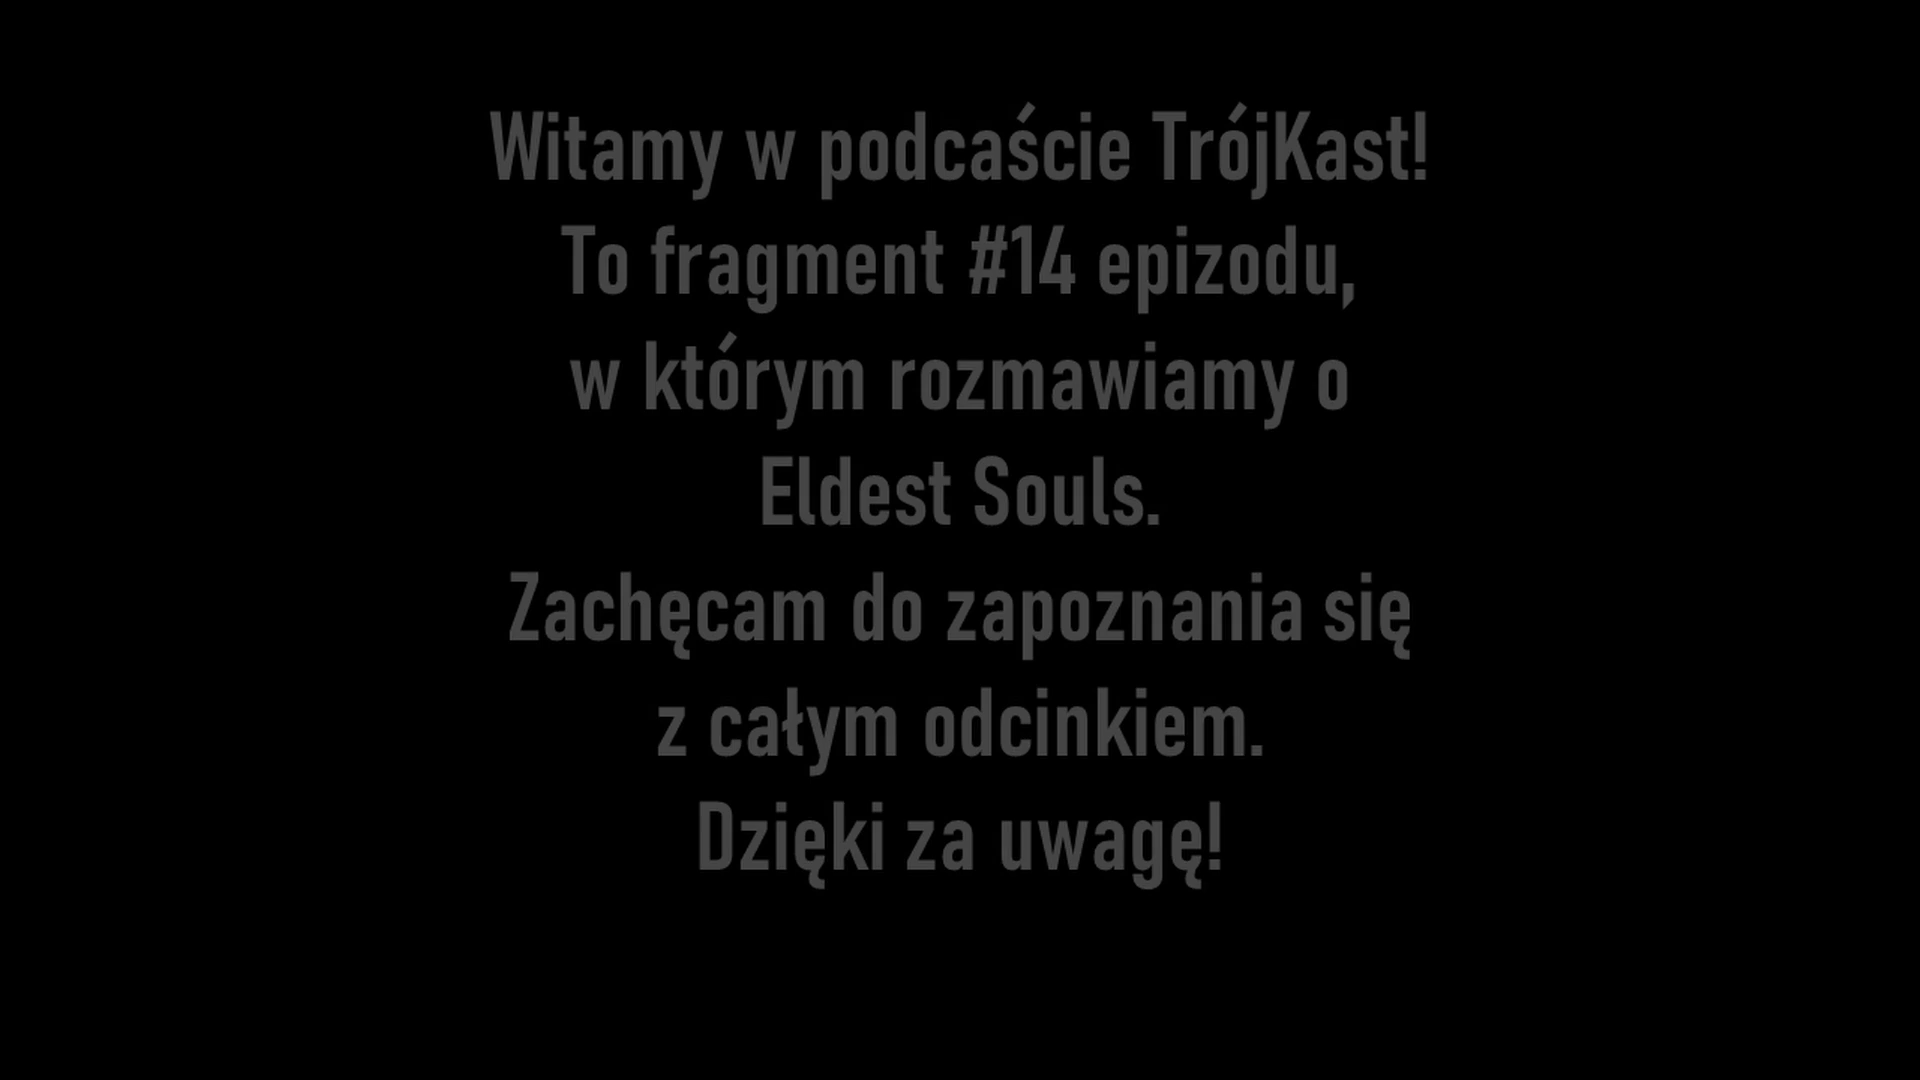 Witamy w podcaście TrójKast!
To fragment #14 epizodu,
w którym rozmawiamy o
Eldest Souls.
Zachęcam do zapoznania się
z całym odcinkiem.
Dzięki za uwagę!